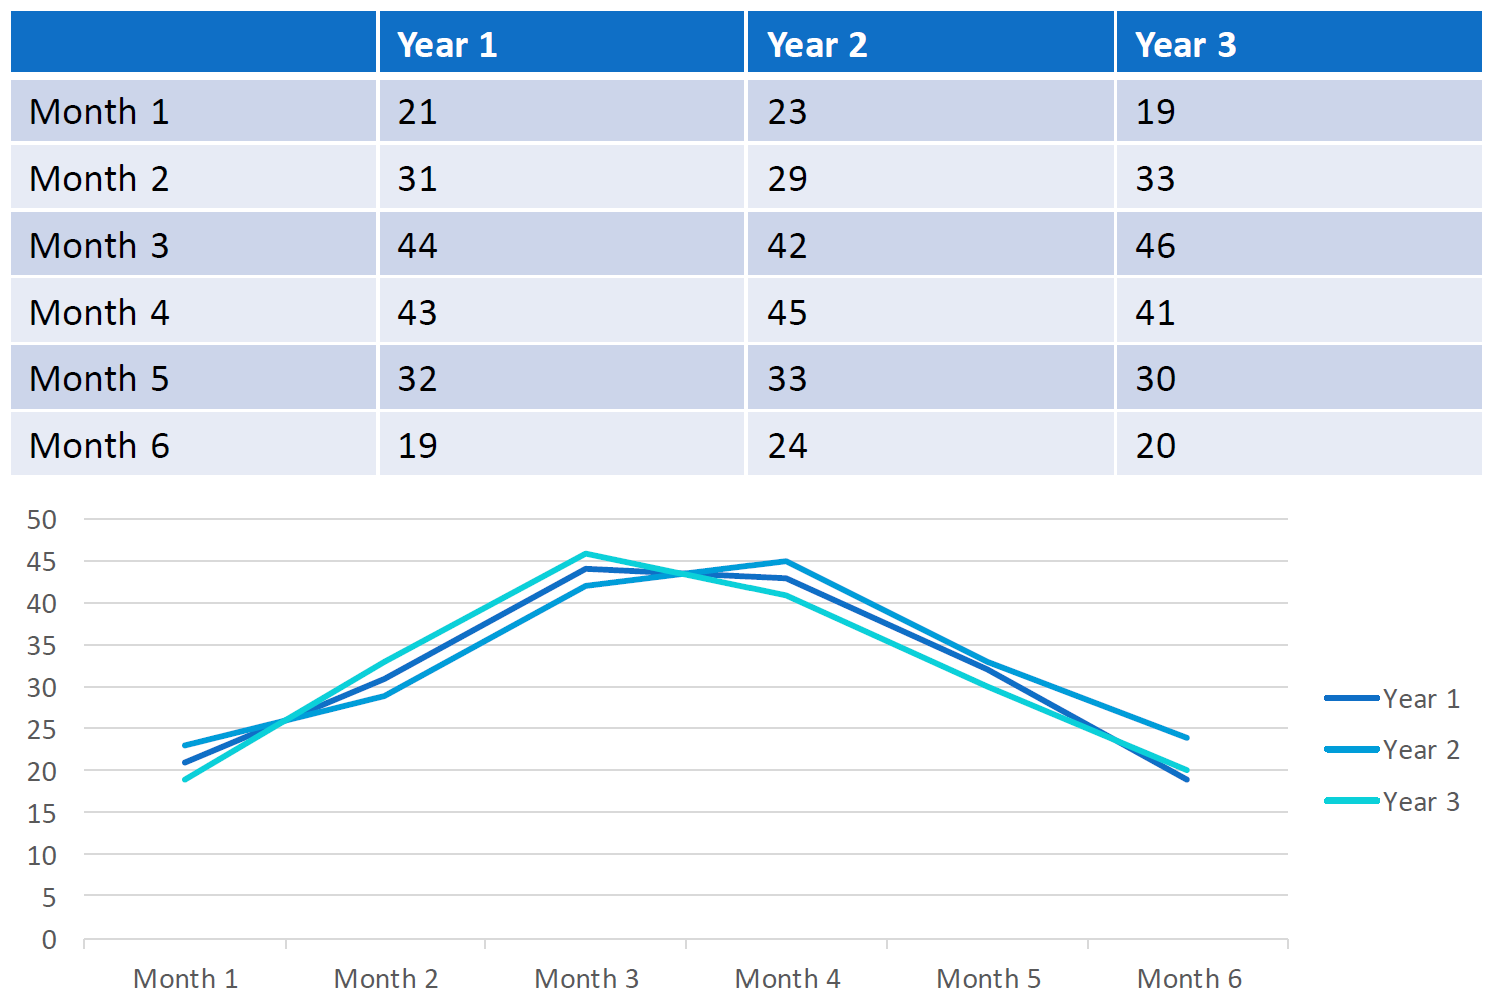 Year 1 Year 2 Year 3
Month 1 21 23 19
Month 2 31 29 33
Month 3 44 42 46
Month 4 43 45 41
Month 5 32 33 30
Month 6 19 24 20
50
45
40
35
30
25
20
15
10
5
0
Month 1 Month 2 Month 3 Month 4 Month 5 Month 6
Year 1
Year 2
Year 3